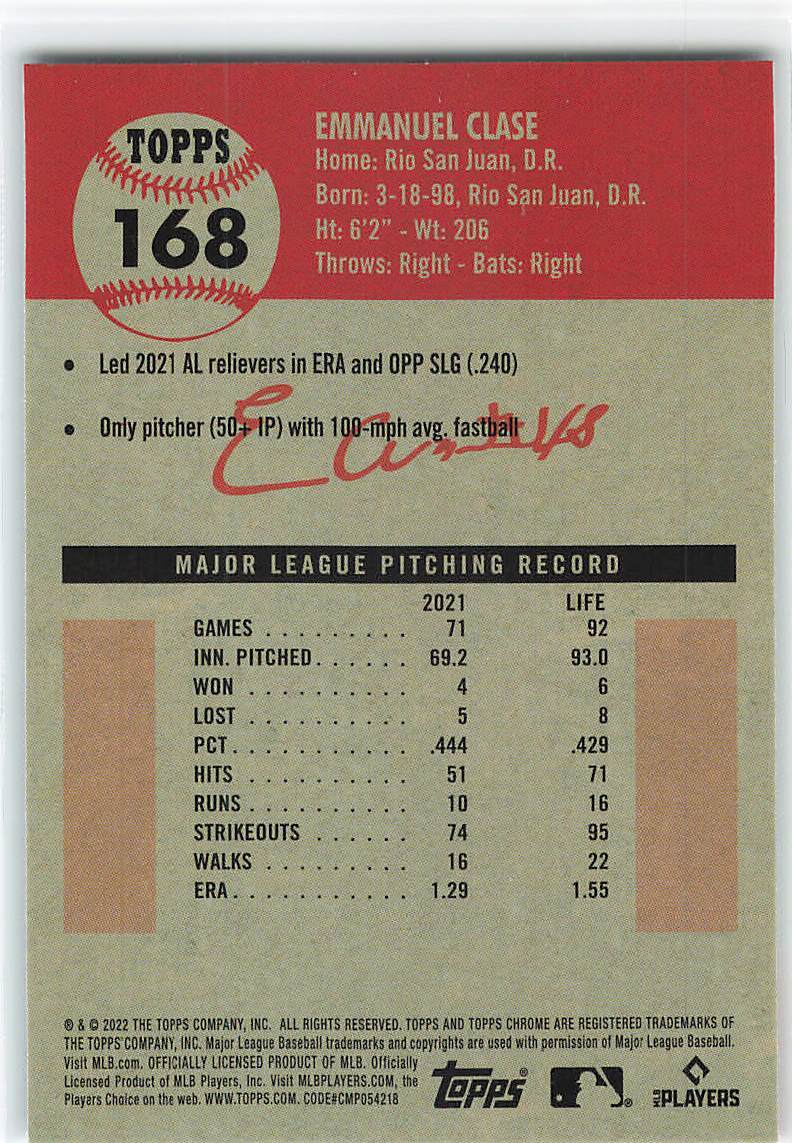 TOPPS
168
EMMANUEL CLASE
Home: Rio San Juan, D.R.
Born: 3-18-98, Rio San Juan, D.R.
Ht: 6'2" - Wt: 206
Throws: Right - Bats: Right
• Led 2021 AL relievers in ERA and OPP SLG (.240)
• Only pitcher (50+ IP) with 100-mph avg. fastball
MAJOR LEAGUE PITCHING RECORD
2021 LIFE
GAMES . . . . . . . . . 71 92
INN. PITCHED . . . . . . 69.2 93.0
WON . . . . . . . . . . 4 6
LOST . . . . . . . . . . 5 8
PCT . . . . . . . . . . . .444 .429
HITS . . . . . . . . . . 51 71
RUNS . . . . . . . . . . 10 16
STRIKEOUTS . . . . . . 74 95
WALKS . . . . . . . . . 16 22
ERA . . . . . . . . . . . 1.29 1.55
® & © 2022 THE TOPPS COMPANY, INC. ALL RIGHTS RESERVED. TOPPS AND TOPPS CHROME ARE REGISTERED TRADEMARKS OF
THE TOPPS COMPANY, INC. Major League Baseball trademarks and copyrights are used with permission of Major League Baseball.
Visit MLB.com. OFFICIALLY LICENSED PRODUCT OF MLB. Officially
Licensed Product of MLB Players, Inc. Visit MLBPLAYERS.COM, the
Players Choice on the web. WWW.TOPPS.COM. CODE#CMP054218
TOPPS®
®
MLB PLAYERS